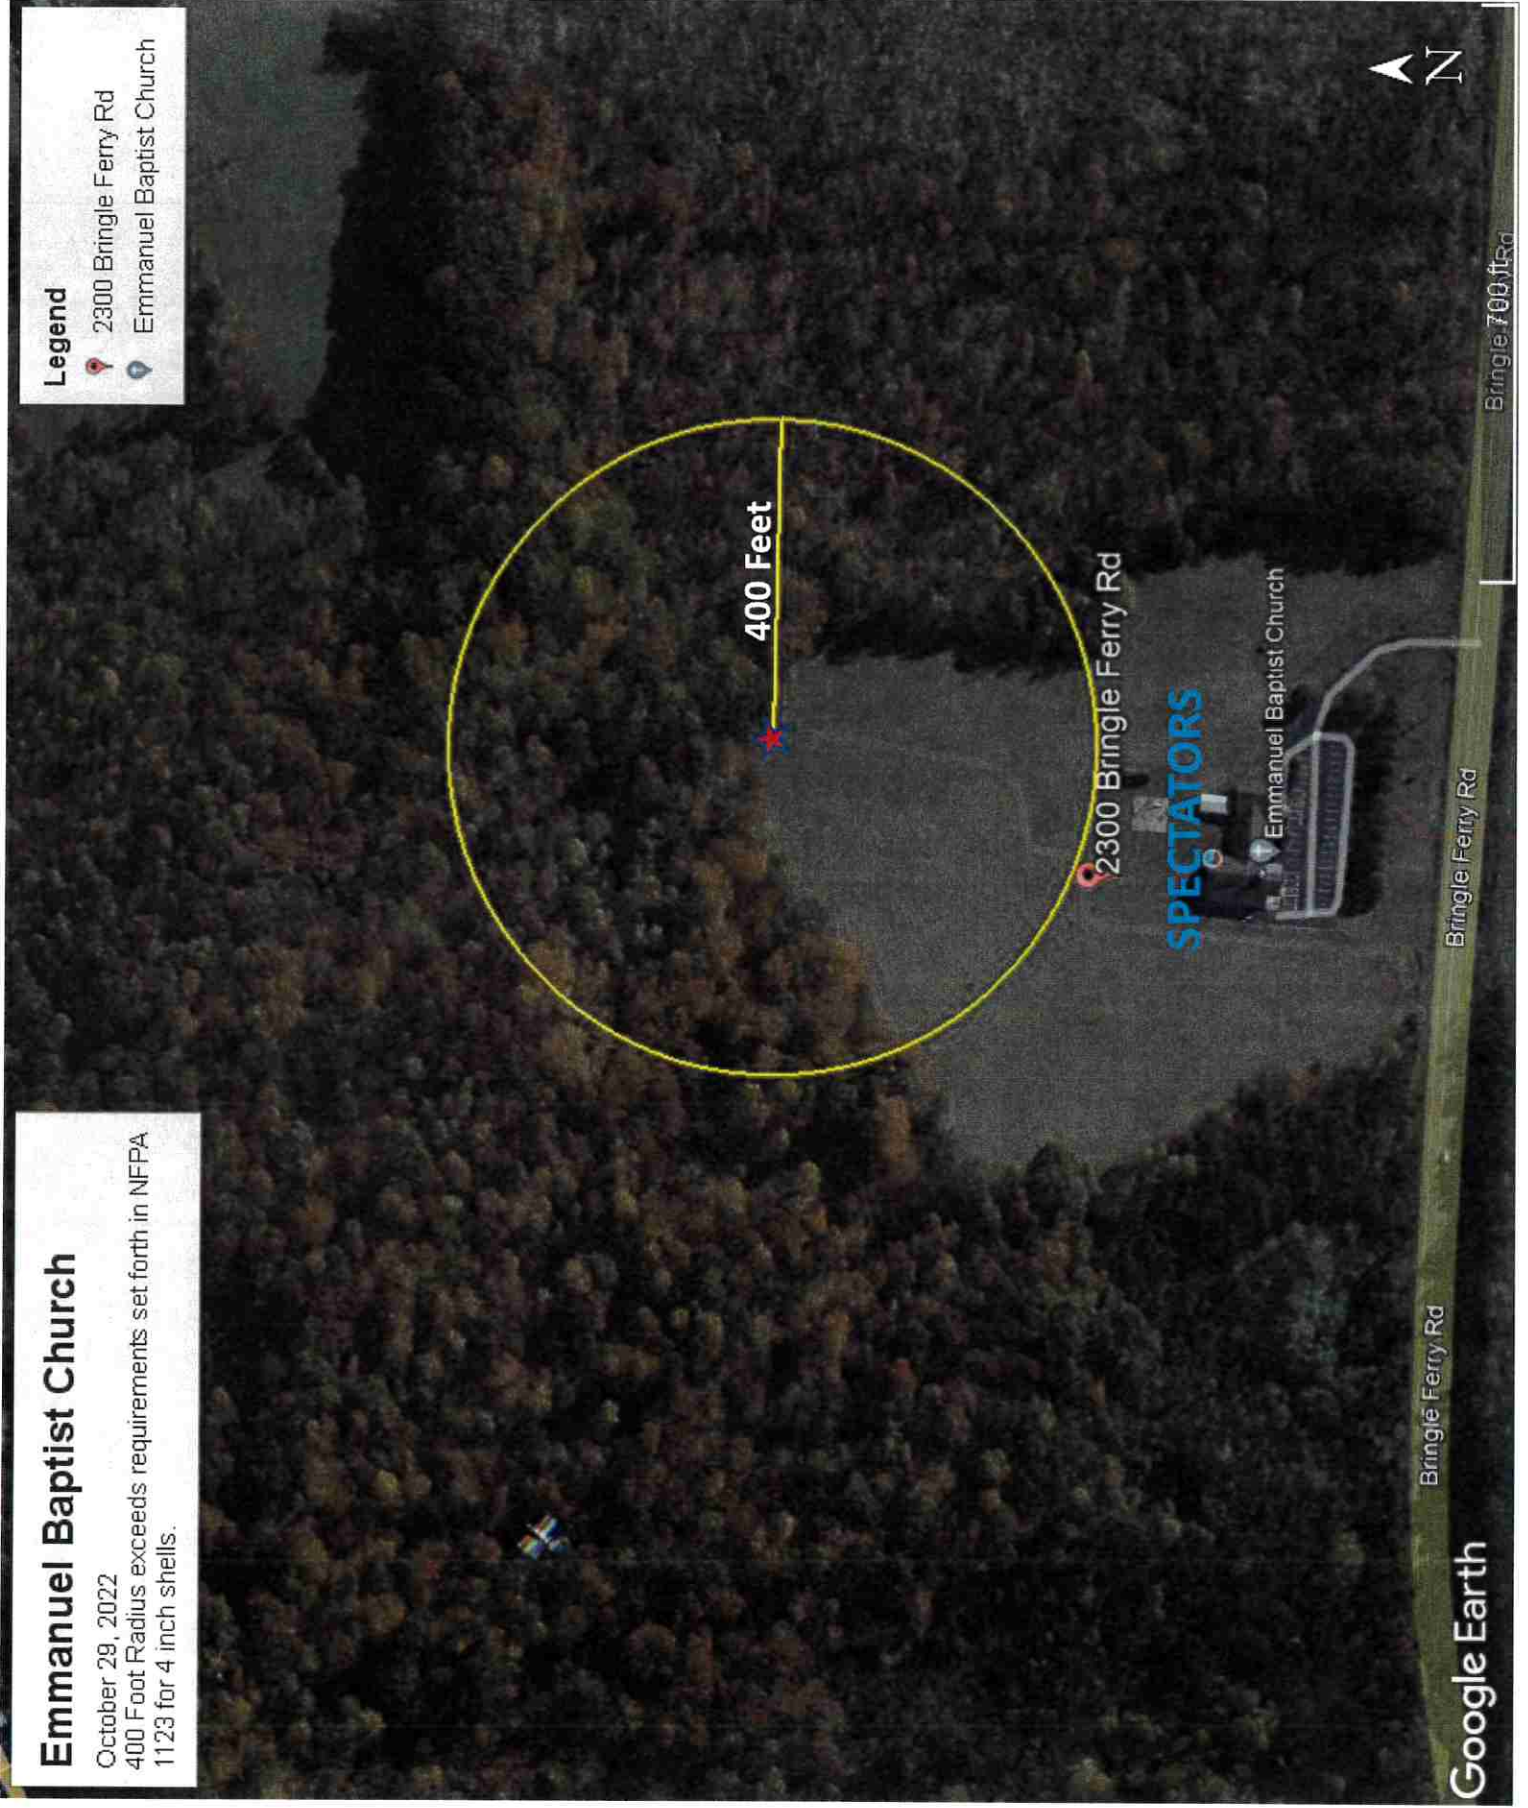 Emmanuel Baptist Church
October 29, 2022
400 Foot Radius exceeds requirements set forth in NFPA
1123 for 4 inch shells.
Legend
2300 Bringle Ferry Rd
Emmanuel Baptist Church
400 Feet
2300 Bringle Ferry Rd
SPECTATORS
Emmanuel Baptist Church
Bringle Ferry Rd
Bringle Ferry Rd
Bringle
Rd
700 ft
N
Google Earth